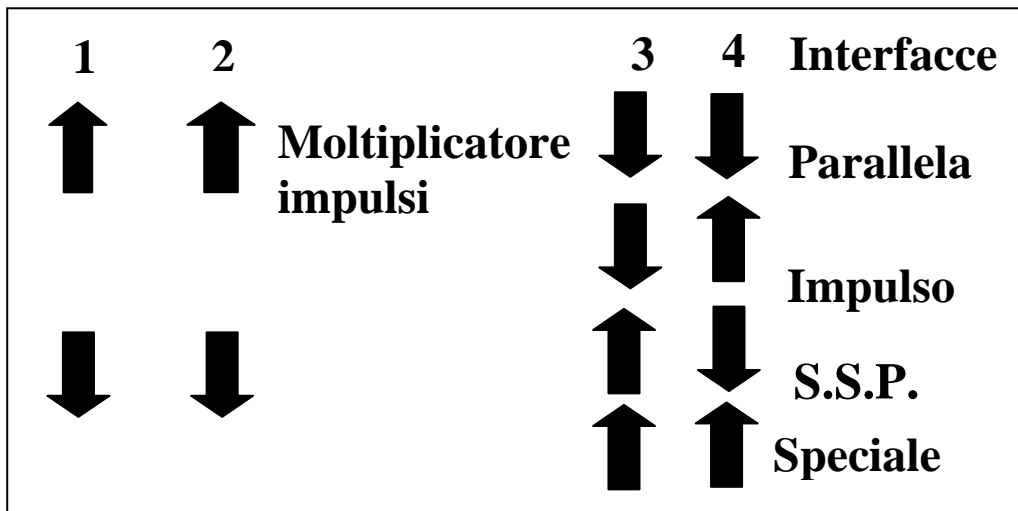 1 2 3 4 Interfacce
Moltiplicatore
impulsi
Parallela
Impulso
S.S.P.
Speciale